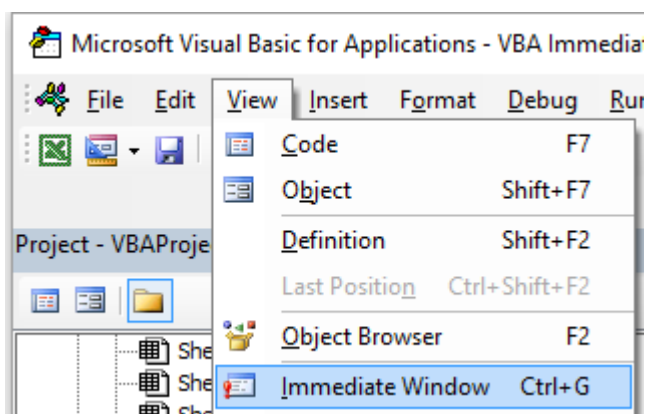 Microsoft Visual Basic for Applications - VBA Immedia
File Edit View Insert Format Debug Ru
Code F7
Object Shift+F7
Project - VBAProje
Definition Shift+F2
Last Position Ctrl+Shift+F2
Object Browser F2
She
She
Immediate Window Ctrl+G